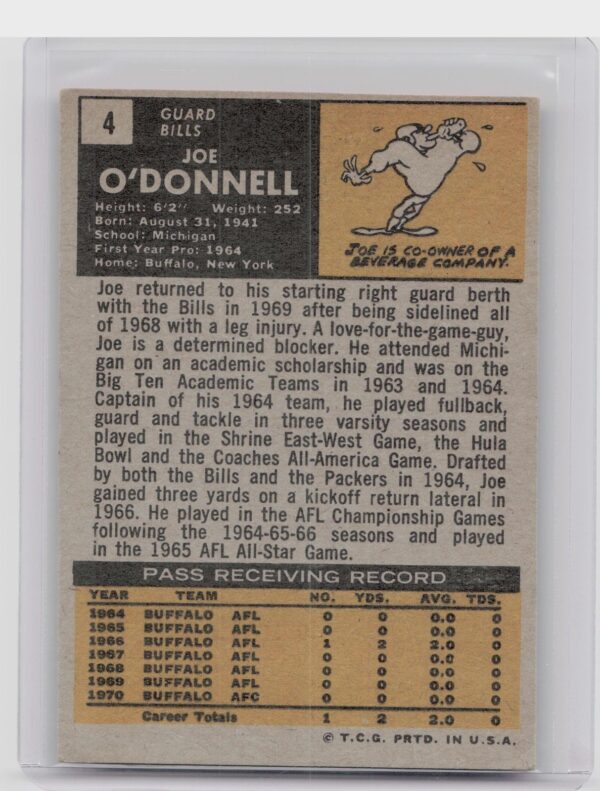 4
GUARD
BILLS
JOE
O'DONNELL
Height: 6'2" Weight: 252
Born: August 31, 1941
School: Michigan
First Year Pro: 1964
Home: Buffalo, New York
JOE IS CO-OWNER OF A
BEVERAGE COMPANY.
Joe returned to his starting right guard berth
with the Bills in 1969 after being sidelined all
of 1968 with a leg injury. A love-for-the-game-guy,
Joe is a determined blocker. He attended Michi-
gan on an academic scholarship and was on the
Big Ten Academic Teams in 1963 and 1964.
Captain of his 1964 team, he played fullback,
guard and tackle in three varsity seasons and
played in the Shrine East-West Game, the Hula
Bowl and the Coaches All-America Game. Drafted
by both the Bills and the Packers in 1964, Joe
gained three yards on a kickoff return lateral in
1966. He played in the AFL Championship Games
following the 1964-65-66 seasons and played
in the 1965 AFL All-Star Game.
PASS RECEIVING RECORD
YEAR TEAM NO. YDS. AVG. TDS.
1964 BUFFALO AFL 0 0 0.0 0
1965 BUFFALO AFL 0 0 0.0 0
1966 BUFFALO AFL 1 2 2.0 0
1967 BUFFALO AFL 0 0 0.0 0
1968 BUFFALO AFL 0 0 0.0 0
1969 BUFFALO AFL 0 0 0.0 0
1970 BUFFALO AFC 0 0 0.0 0
Career Totals 1 2 2.0 0
© T.C.G. PRTD. IN U.S.A.